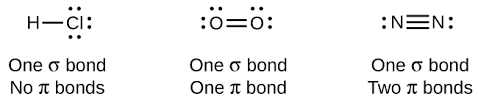 H—Cl
O=O
N≡N
One σ bond
No π bonds
One σ bond
One π bond
One σ bond
Two π bonds